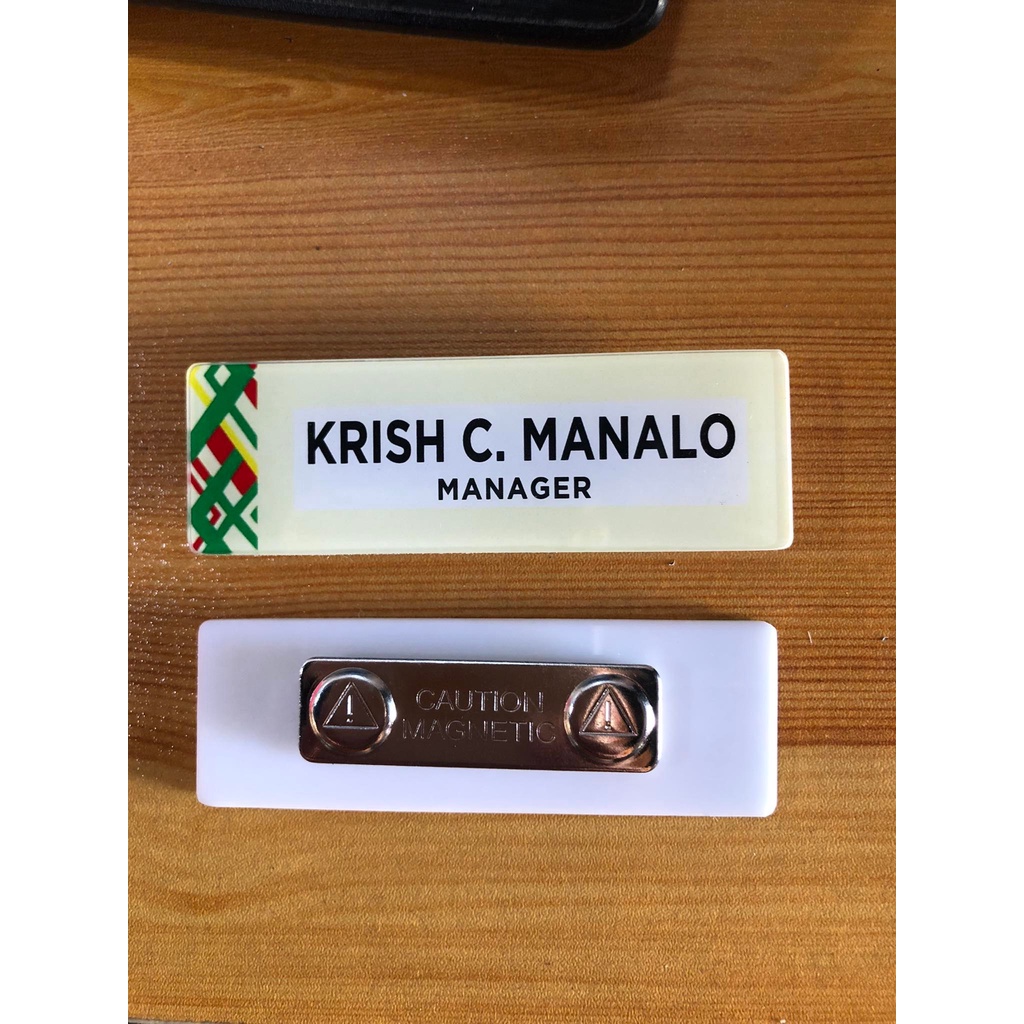 KRISH C. MANALO
MANAGER
CAUTION
MAGNETIC